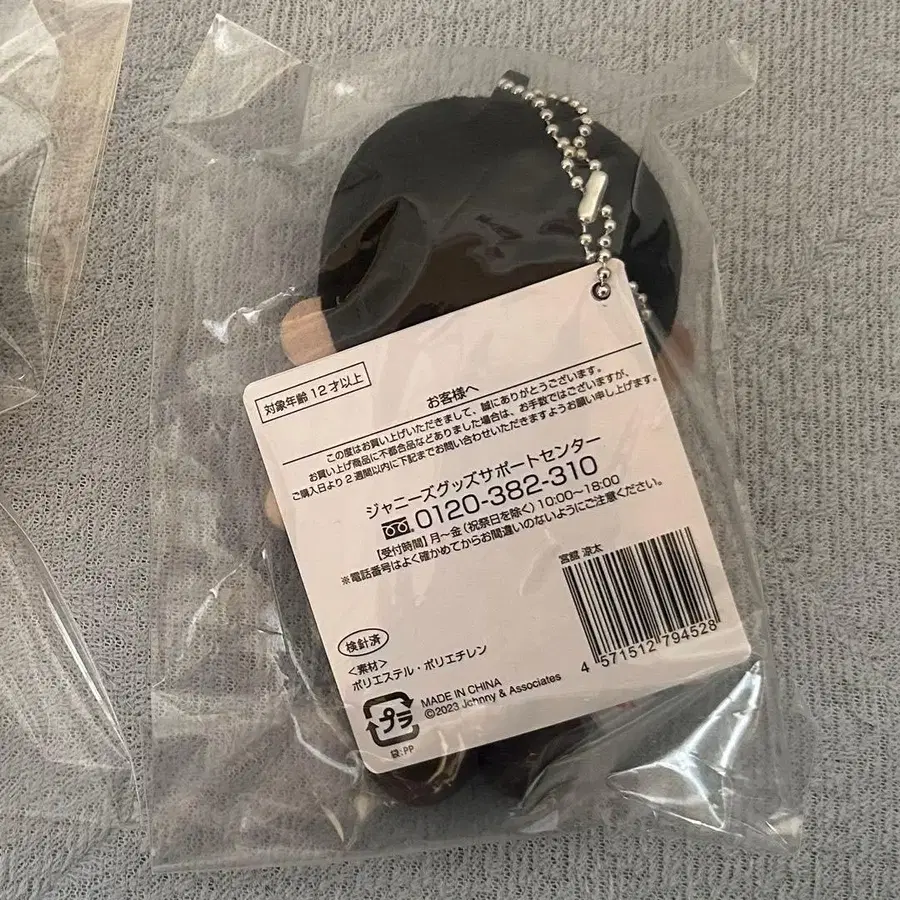 対象年齢12才以上
お客様へ
この度はお買い上げいただきまして、誠にありがとうございます。
お買い上げ商品に不都合品などありました場合は、お手数ではございますが、
ご購入日より2週間以内に下記までお問い合わせいただきますようお願い申し上げます。
ジャニーズグッズサポートセンター
0120-382-310
【受付時間】月〜金(祝祭日を除く)10:00〜18:00
※電話番号はよく確かめてからお間違いのないようにご注意ください。
宮舘 涼太
4 571512 794528
検針済
<素材>
ポリエステル・ポリエチレン
プラ
袋:PP
MADE IN CHINA
©2023 Johnny & Associates